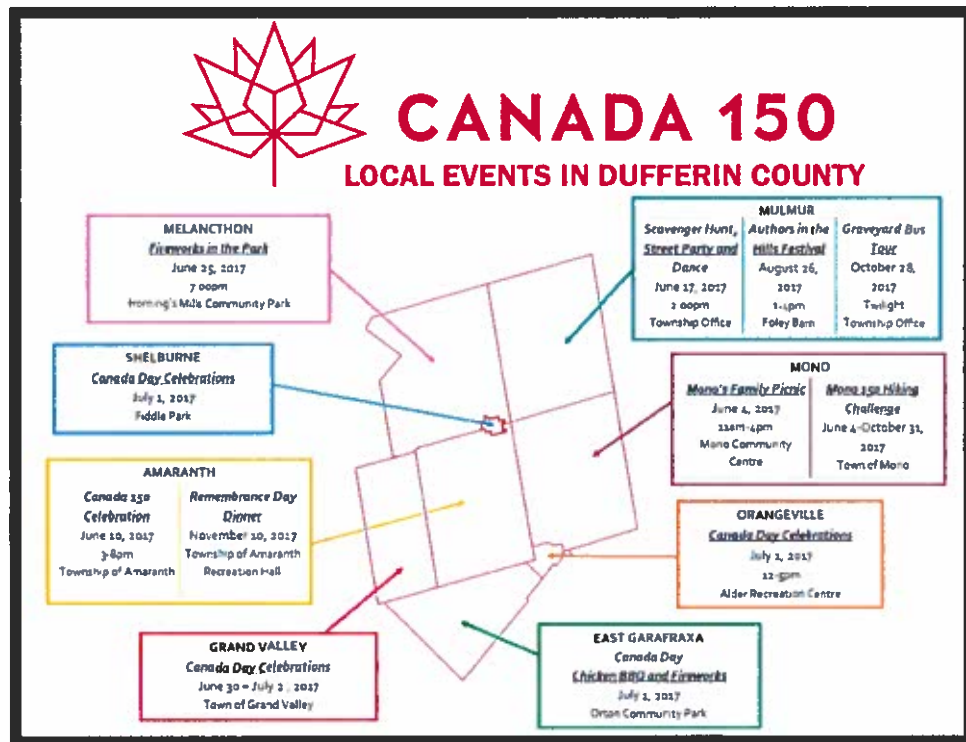 CANADA 150
LOCAL EVENTS IN DUFFERIN COUNTY
MELANCTHON
Fireworks in the Park
June 25, 2017
7:00pm
Horning's Mills Community Park
MULMUR
Scavenger Hunt,
Street Party and
Dance
June 17, 2017
2:00pm
Township Office
Authors in the
Hills Festival
August 26,
2017
1-4pm
Foley Barn
Graveyard Bus
Tour
October 28,
2017
Twilight
Township Office
SHELBURNE
Canada Day Celebrations
July 1, 2017
Fiddle Park
MONO
Mono's Family Picnic
June 4, 2017
11am-4pm
Mono Community
Centre
Mono 150 Hiking
Challenge
June 4-October 31,
2017
Town of Mono
AMARANTH
Canada 150
Celebration
June 10, 2017
3-8pm
Township of Amaranth
Remembrance Day
Dinner
November 10, 2017
Township of Amaranth
Recreation Hall
ORANGEVILLE
Canada Day Celebrations
July 1, 2017
12-5pm
Alder Recreation Centre
GRAND VALLEY
Canada Day Celebrations
June 30 – July 2, 2017
Town of Grand Valley
EAST GARAFRAXA
Canada Day
Chicken BBQ and Fireworks
July 1, 2017
Orton Community Park